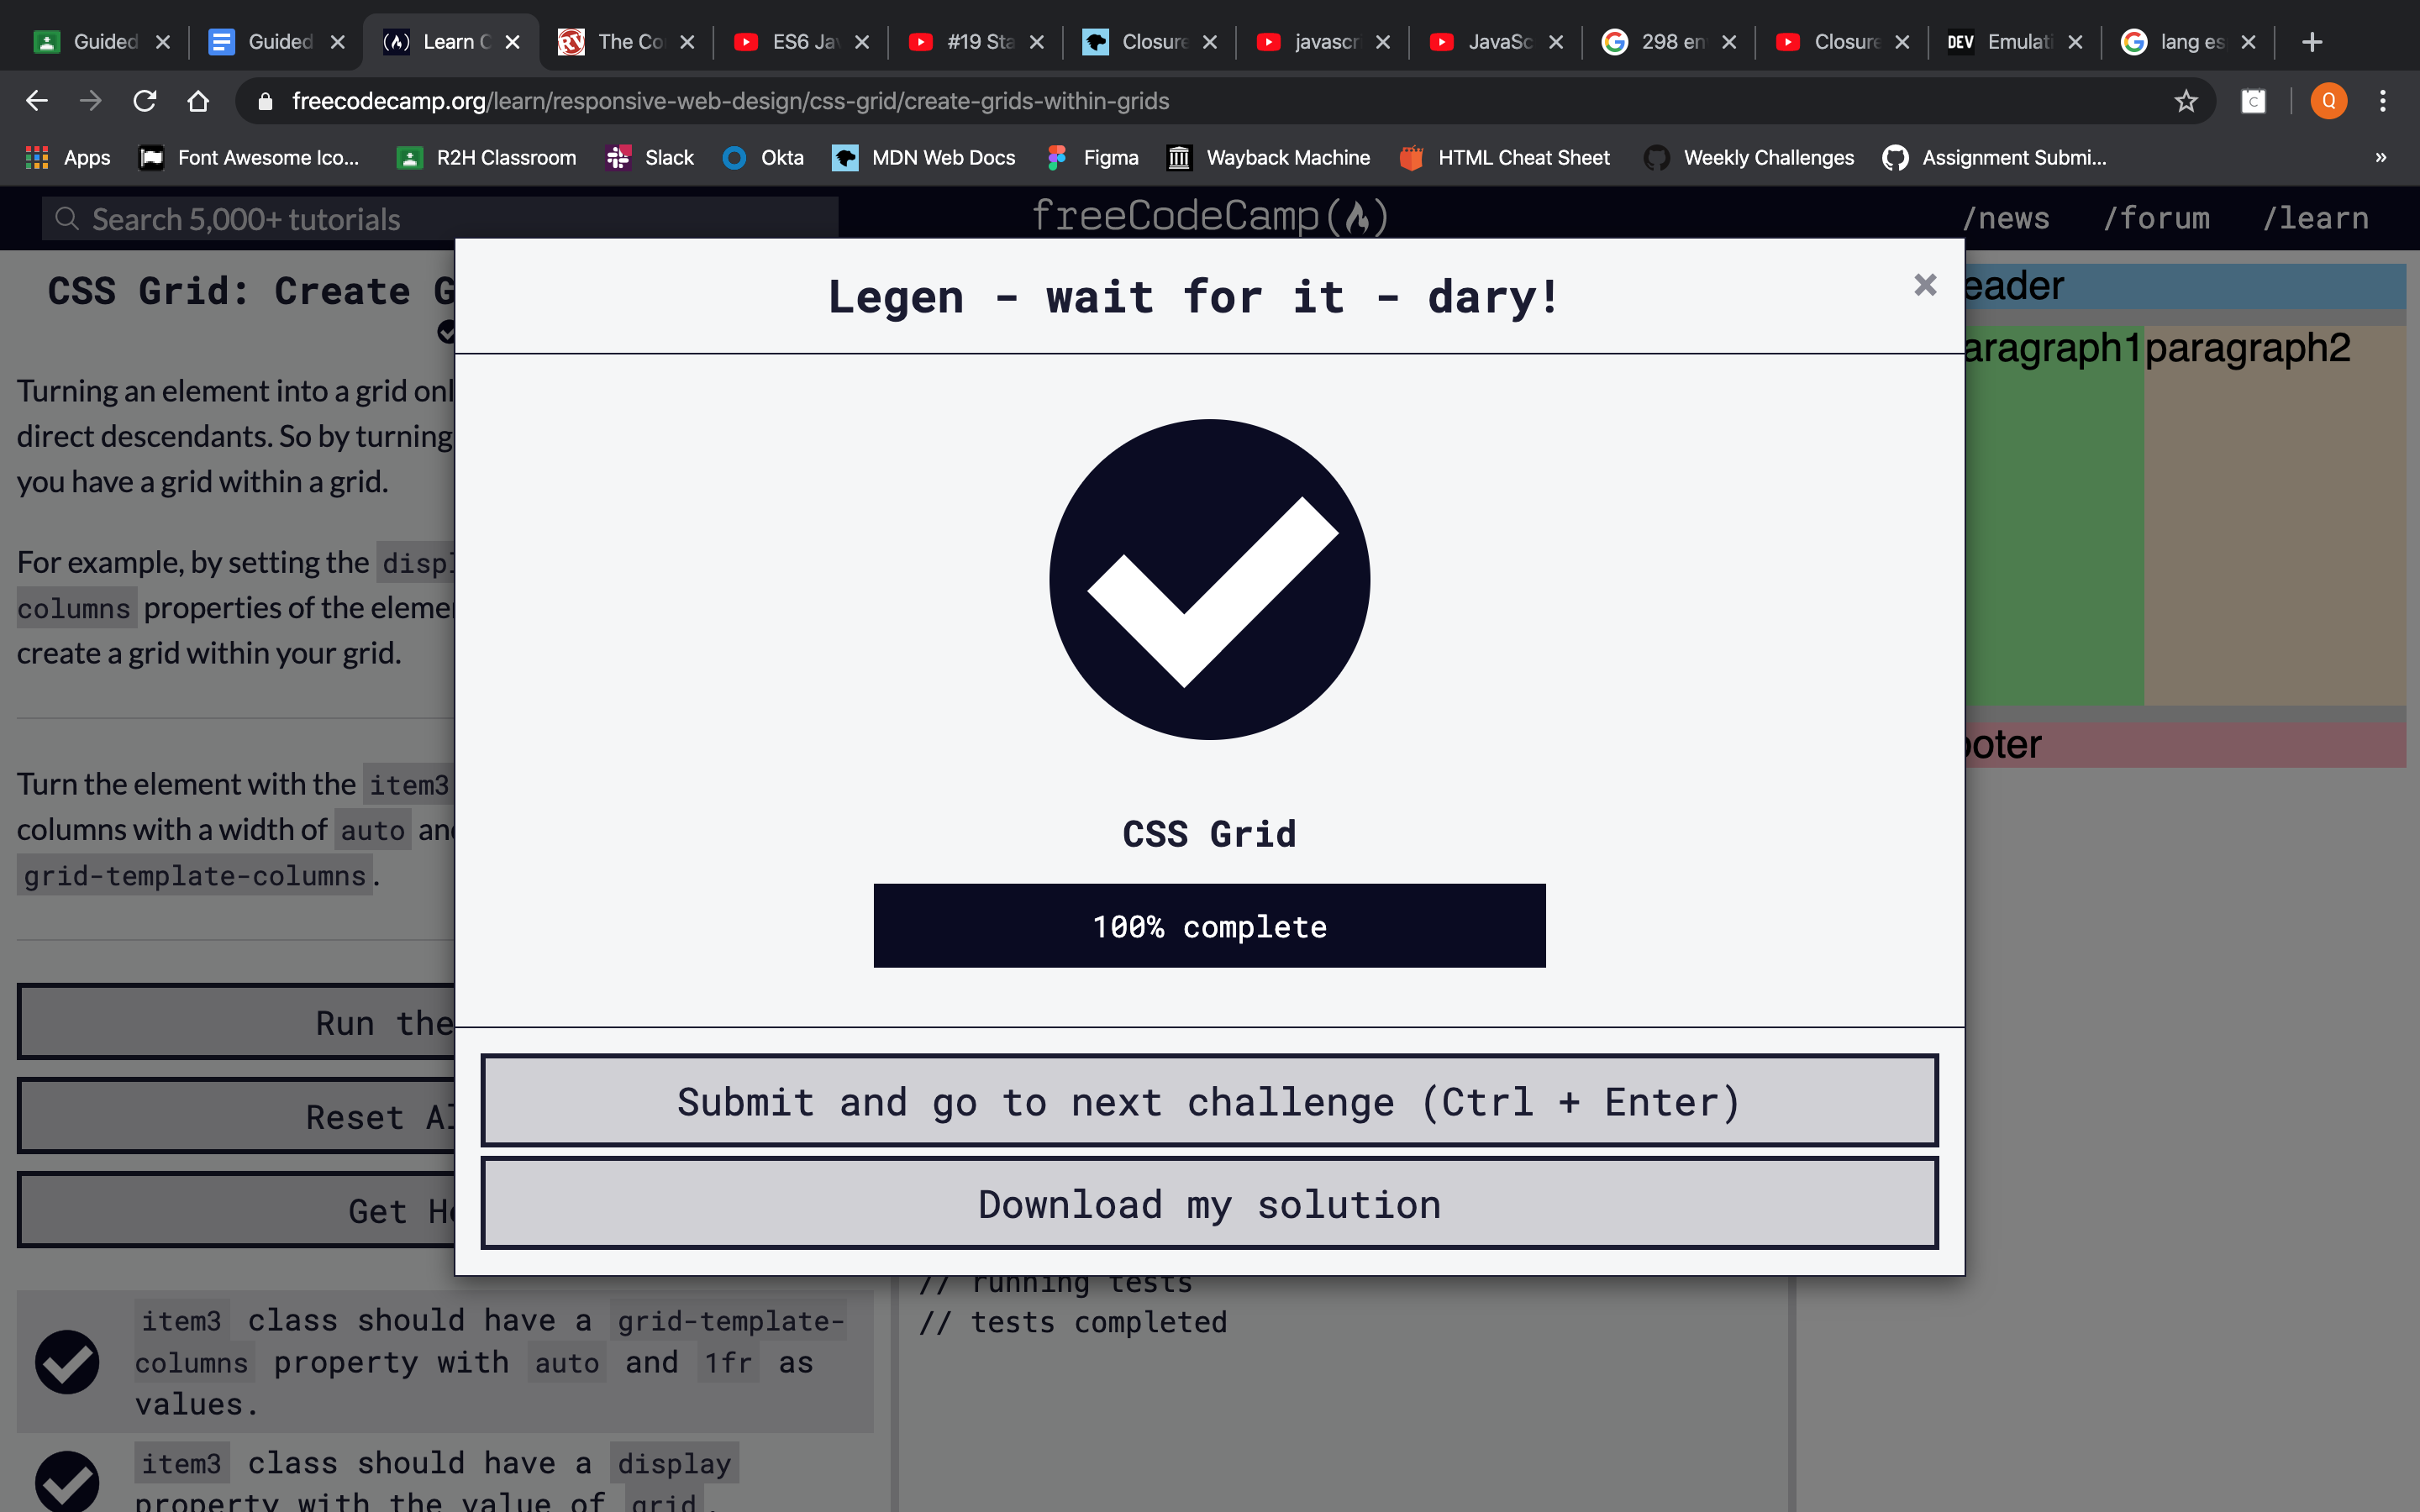 Guided
Guided
Learn C
The Co
ES6 Ja
#19 Sta
Closure
javascri
JavaSc
298 en
Closure
DEV Emulati
lang es
freecodecamp.org/learn/responsive-web-design/css-grid/create-grids-within-grids
C
Q
Apps
Font Awesome Ico...
R2H Classroom
Slack
Okta
MDN Web Docs
Figma
Wayback Machine
HTML Cheat Sheet
Weekly Challenges
Assignment Submi...
»
Search 5,000+ tutorials
freeCodeCamp
/news
/forum
/learn
CSS Grid: Create G
Turning an element into a grid onl
direct descendants. So by turning
you have a grid within a grid.
For example, by setting the displ
columns properties of the elemen
create a grid within your grid.
Turn the element with the item3
columns with a width of auto and
grid-template-columns.
Run the
Reset Al
Get He
item3 class should have a grid-template-
columns property with auto and 1fr as
values.
item3 class should have a display
property with the value of grid.
Legen - wait for it - dary!
×
CSS Grid
100% complete
Submit and go to next challenge (Ctrl + Enter)
Download my solution
// running tests
// tests completed
eader
aragraph1
paragraph2
ooter